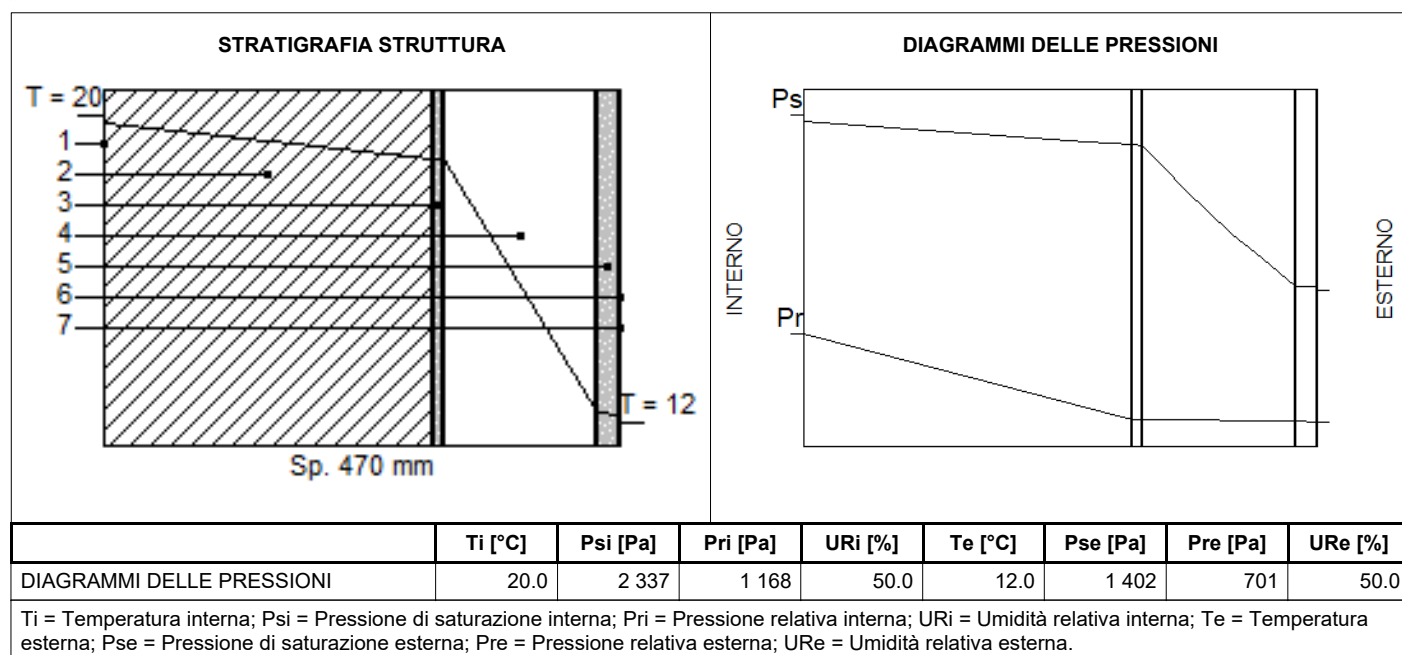 STRATIGRAFIA STRUTTURA
T = 20
1
2
3
4
5
6
7
T = 12
Sp. 470 mm
DIAGRAMMI DELLE PRESSIONI
Ps
Pr
INTERNO
ESTERNO
Ti [°C] Psi [Pa] Pri [Pa] URi [%] Te [°C] Pse [Pa] Pre [Pa] URe [%]
DIAGRAMMI DELLE PRESSIONI 20.0 2 337 1 168 50.0 12.0 1 402 701 50.0
Ti = Temperatura interna; Psi = Pressione di saturazione interna; Pri = Pressione relativa interna; URi = Umidità relativa interna; Te = Temperatura
esterna; Pse = Pressione di saturazione esterna; Pre = Pressione relativa esterna; URe = Umidità relativa esterna.